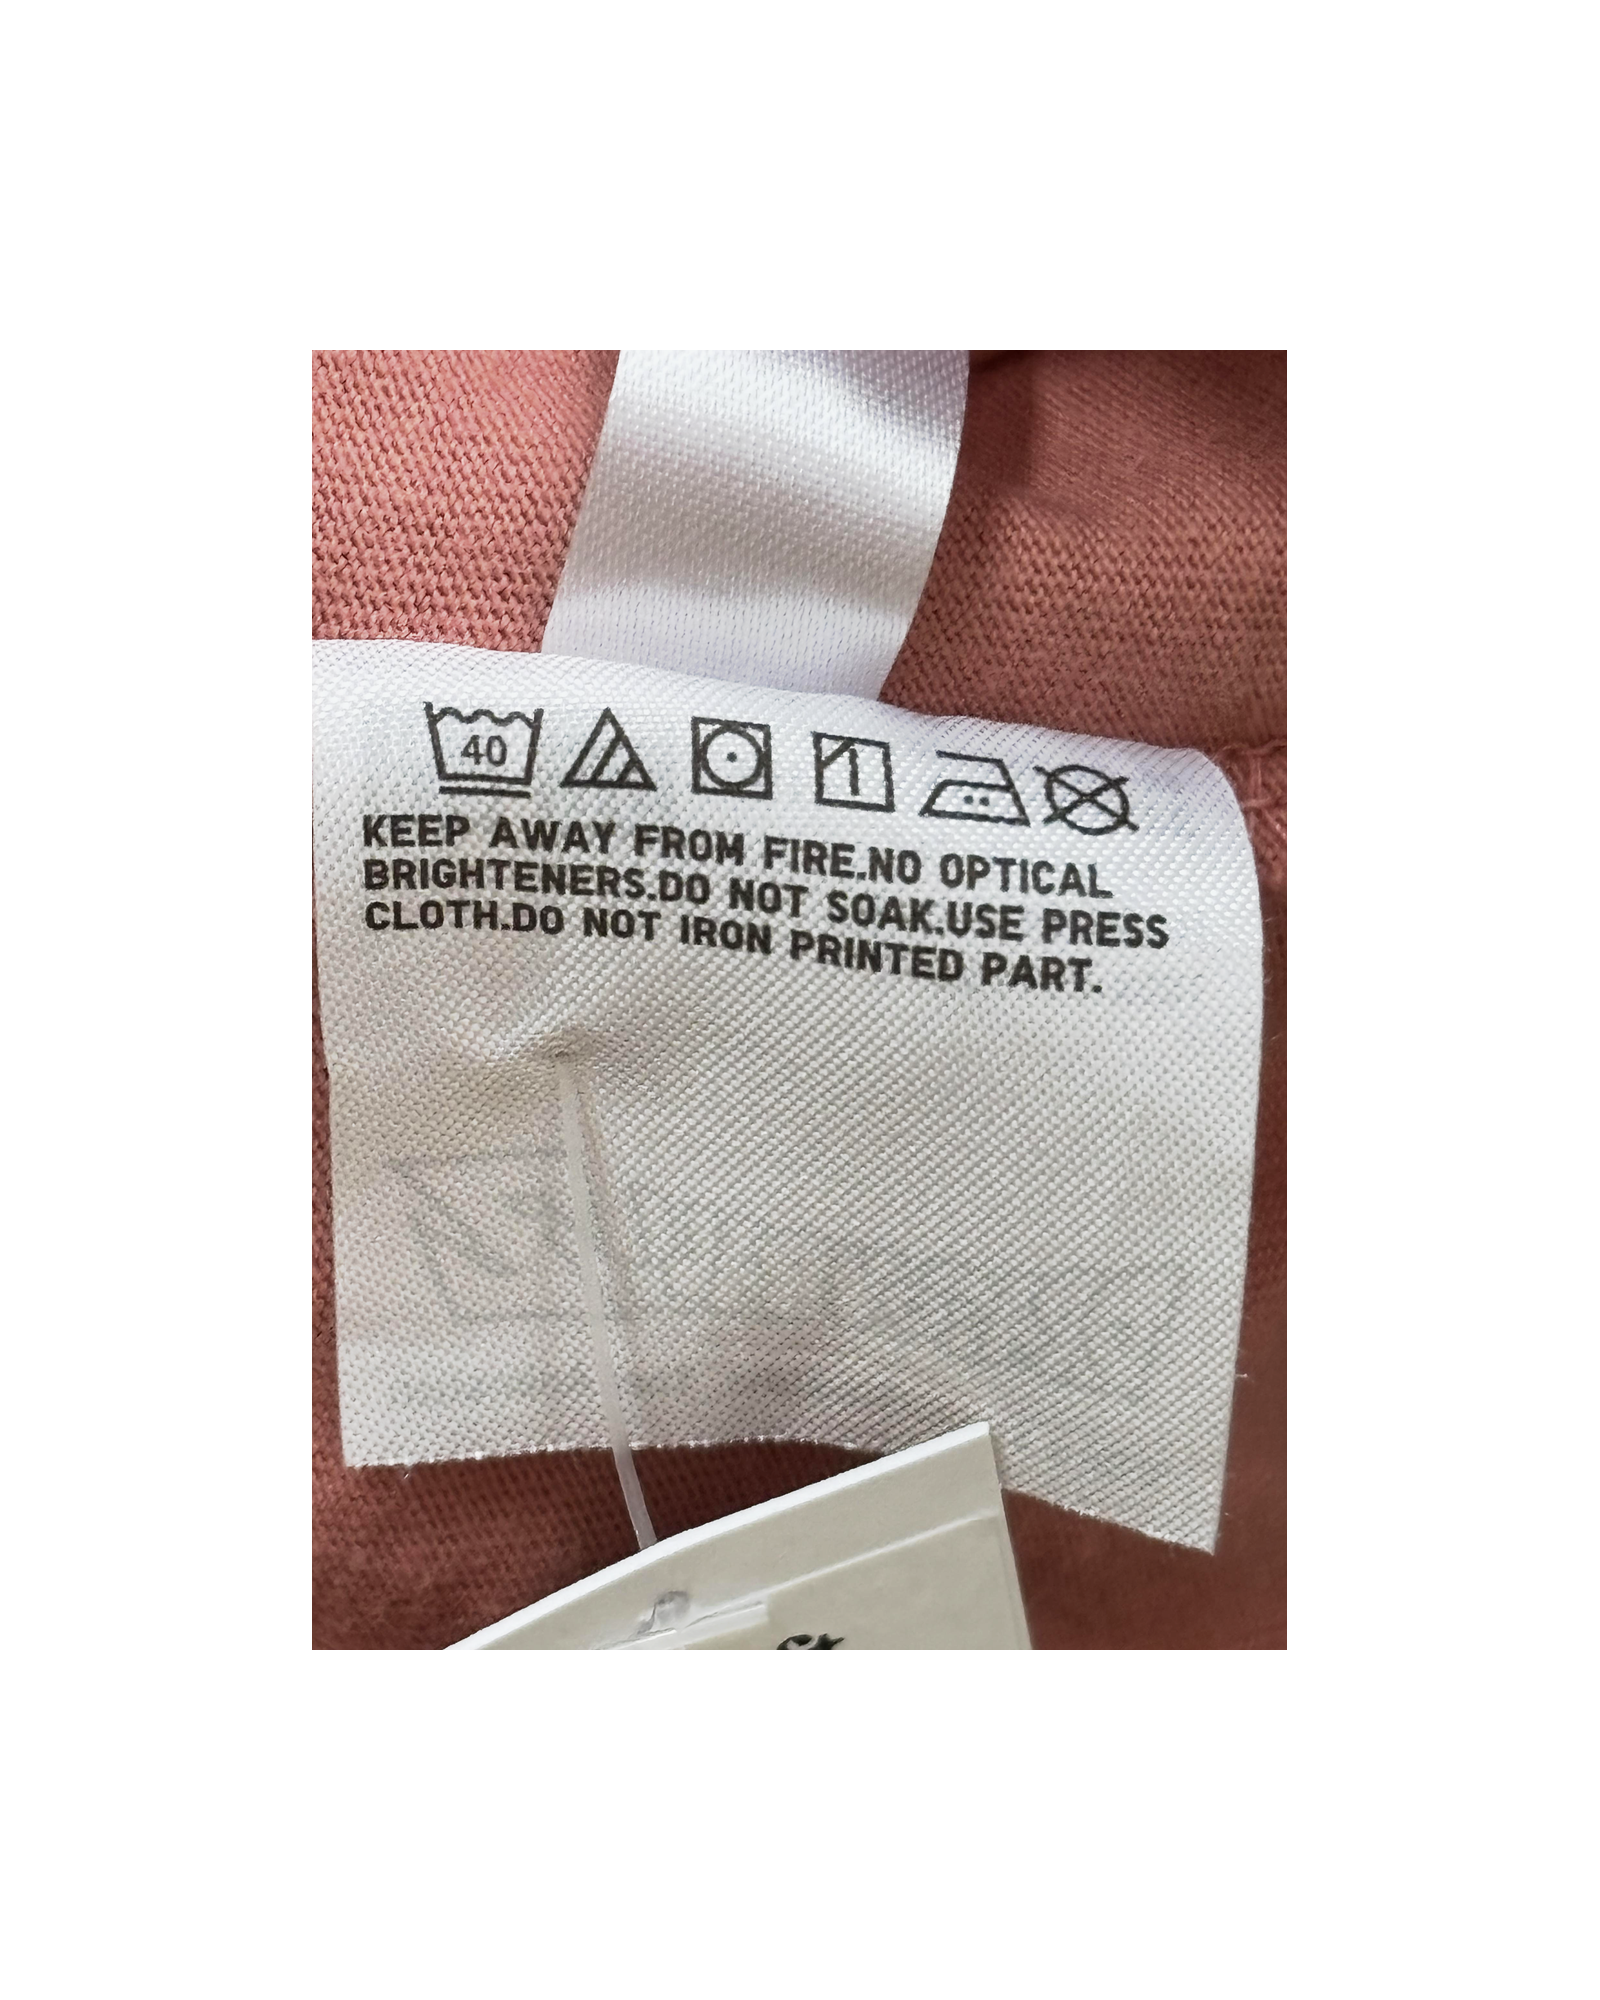 40
KEEP AWAY FROM FIRE.NO OPTICAL
BRIGHTENERS.DO NOT SOAK.USE PRESS
CLOTH.DO NOT IRON PRINTED PART.